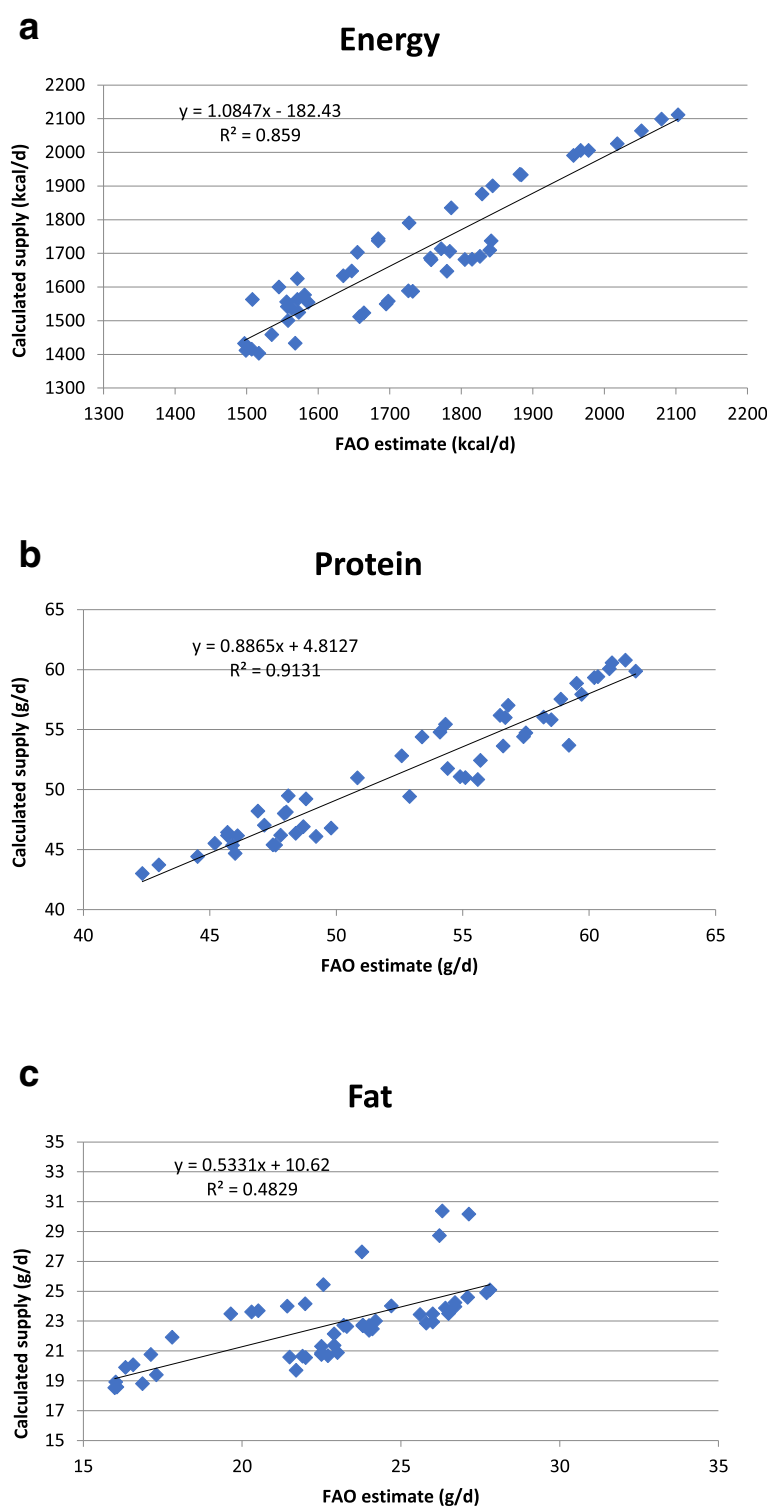 a
Energy
2200
2100
2000
1900
1800
1700
1600
1500
1400
1300
y = 1.0847x - 182.43
R² = 0.859
Calculated supply (kcal/d)
1300 1400 1500 1600 1700 1800 1900 2000 2100 2200
FAO estimate (kcal/d)
b
Protein
65
60
55
50
45
40
y = 0.8865x + 4.8127
R² = 0.9131
Calculated supply (g/d)
40 45 50 55 60 65
FAO estimate (g/d)
c
Fat
35
33
31
29
27
25
23
21
19
17
15
y = 0.5331x + 10.62
R² = 0.4829
Calculated supply (g/d)
15 20 25 30 35
FAO estimate (g/d)